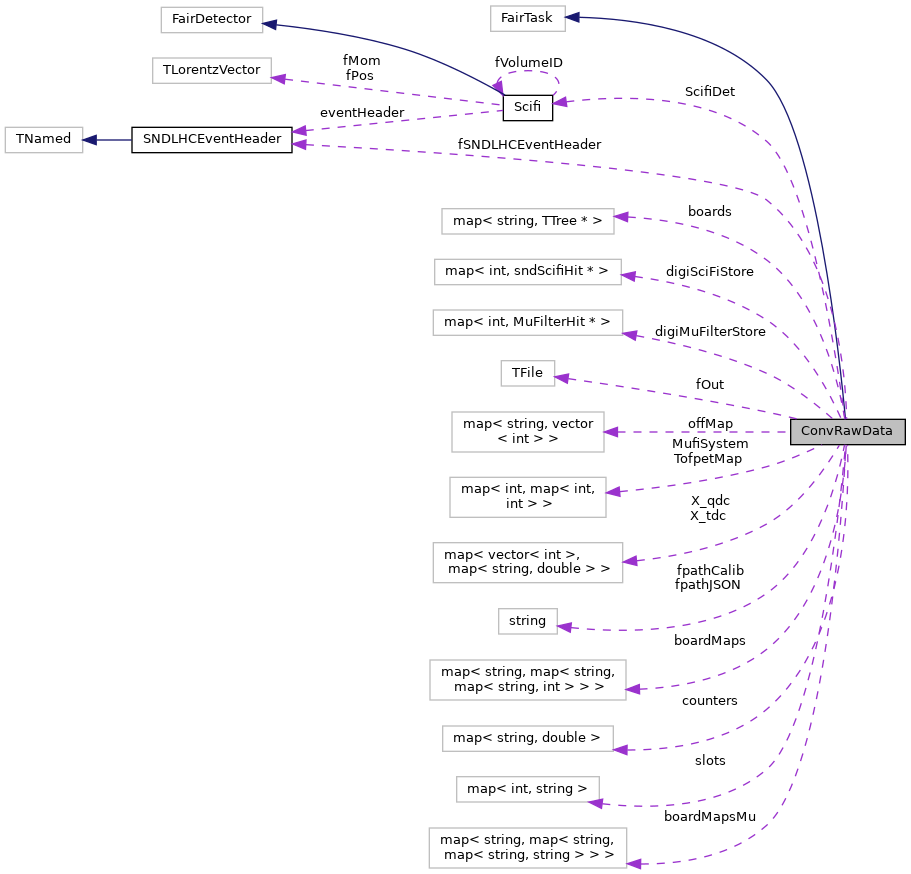 FairDetector
FairTask
TLorentzVector
fMom
fPos
fVolumeID
Scifi
ScifiDet
eventHeader
TNamed
SNDLHCEventHeader
fSNDLHCEventHeader
map< string, TTree * >
boards
map< int, sndScifiHit * >
digiSciFiStore
map< int, MuFilterHit * >
digiMuFilterStore
TFile
fOut
ConvRawData
map< string, vector
< int > >
offMap
MufiSystem
TofpetMap
map< int, map< int,
int > >
X_qdc
X_tdc
map< vector< int >,
map< string, double > >
fpathCalib
fpathJSON
string
boardMaps
map< string, map< string,
map< string, int > > >
counters
map< string, double >
slots
map< int, string >
boardMapsMu
map< string, map< string,
map< string, string > > >